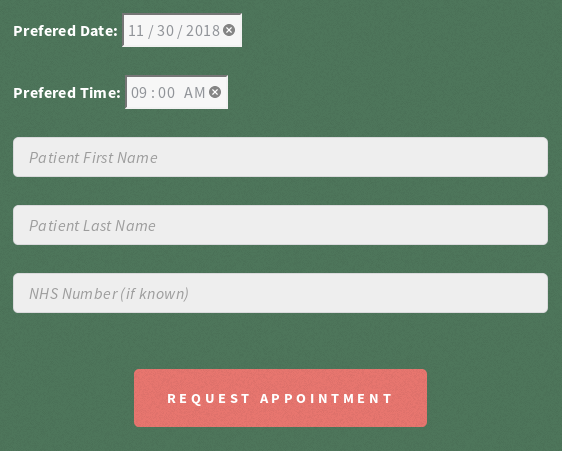 Prefered Date: 11/30/2018
Prefered Time: 09:00 AM
Patient First Name
Patient Last Name
NHS Number (if known)
REQUEST APPOINTMENT